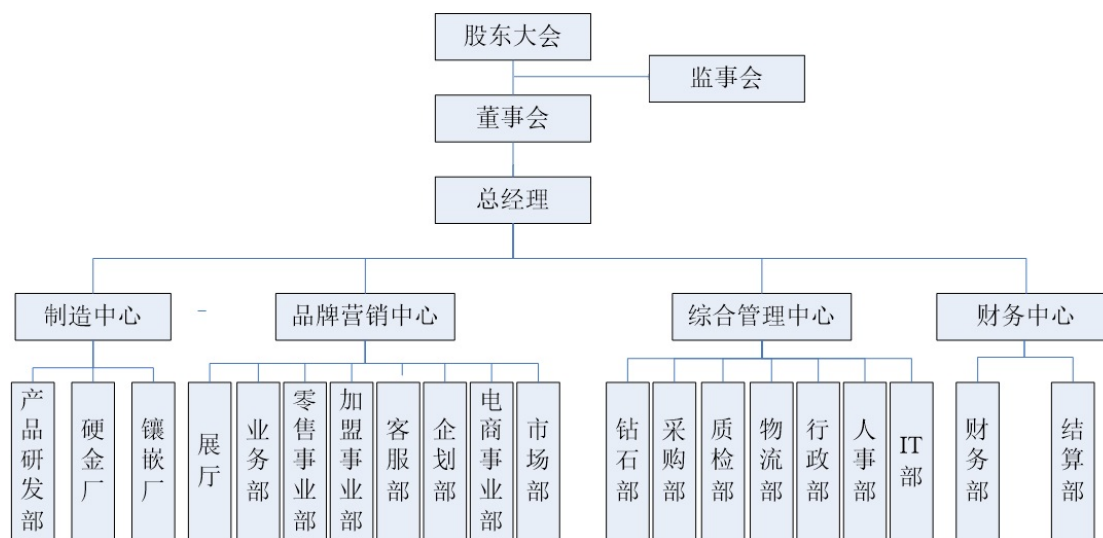 股东大会
监事会
董事会
总经理
制造中心
品牌营销中心
综合管理中心
财务中心
产品研发部
硬金厂
镶嵌厂
展厅
业务部
零售事业部
加盟事业部
客服部
企划部
电商事业部
市场部
钻石部
采购部
质检部
物流部
行政部
人事部
IT部
财务部
结算部